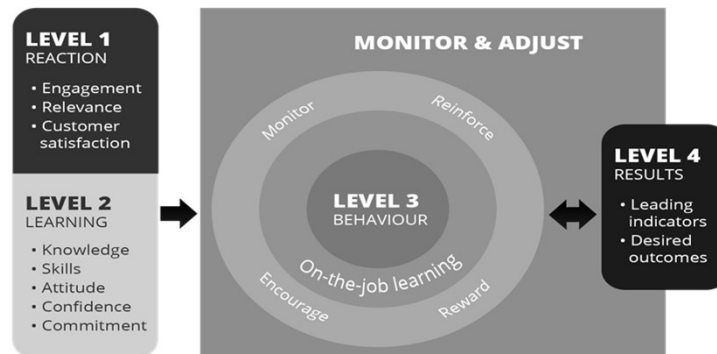 LEVEL 1
REACTION
• Engagement
• Relevance
• Customer
satisfaction
LEVEL 2
LEARNING
• Knowledge
• Skills
• Attitude
• Confidence
• Commitment
MONITOR & ADJUST
Monitor
Reinforce
LEVEL 3
BEHAVIOUR
On-the-job learning
Encourage
Reward
LEVEL 4
RESULTS
• Leading
indicators
• Desired
outcomes